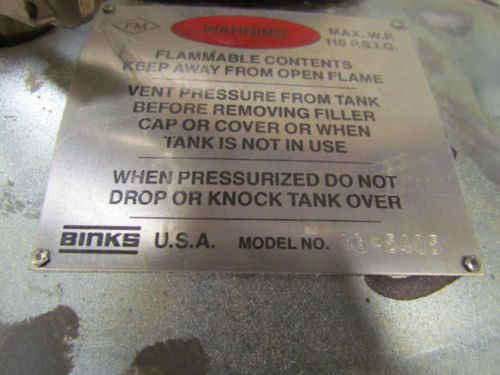 FM
WARNING
MAX. W.P.
110 P.S.I.G.
FLAMMABLE CONTENTS
KEEP AWAY FROM OPEN FLAME
VENT PRESSURE FROM TANK
BEFORE REMOVING FILLER
CAP OR COVER OR WHEN
TANK IS NOT IN USE
WHEN PRESSURIZED DO NOT
DROP OR KNOCK TANK OVER
BINKS U.S.A. MODEL NO. 83-5405